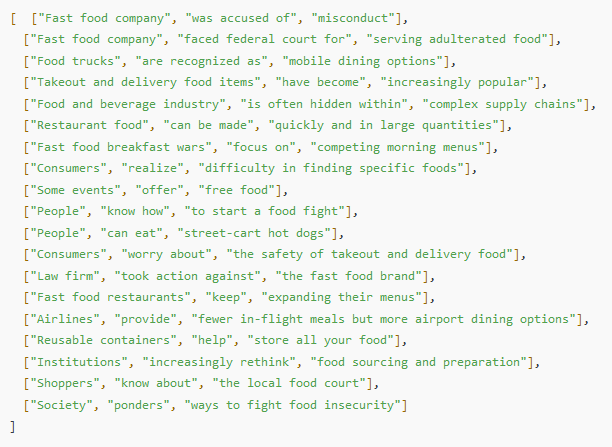 [  ["Fast food company", "was accused of", "misconduct"],
["Fast food company", "faced federal court for", "serving adulterated food"],
["Food trucks", "are recognized as", "mobile dining options"],
["Takeout and delivery food items", "have become", "increasingly popular"],
["Food and beverage industry", "is often hidden within", "complex supply chains"],
["Restaurant food", "can be made", "quickly and in large quantities"],
["Fast food breakfast wars", "focus on", "competing morning menus"],
["Consumers", "realize", "difficulty in finding specific foods"],
["Some events", "offer", "free food"],
["People", "know how", "to start a food fight"],
["People", "can eat", "street-cart hot dogs"],
["Consumers", "worry about", "the safety of takeout and delivery food"],
["Law firm", "took action against", "the fast food brand"],
["Fast food restaurants", "keep", "expanding their menus"],
["Airlines", "provide", "fewer in-flight meals but more airport dining options"],
["Reusable containers", "help", "store all your food"],
["Institutions", "increasingly rethink", "food sourcing and preparation"],
["Shoppers", "know about", "the local food court"],
["Society", "ponders", "ways to fight food insecurity"]
]